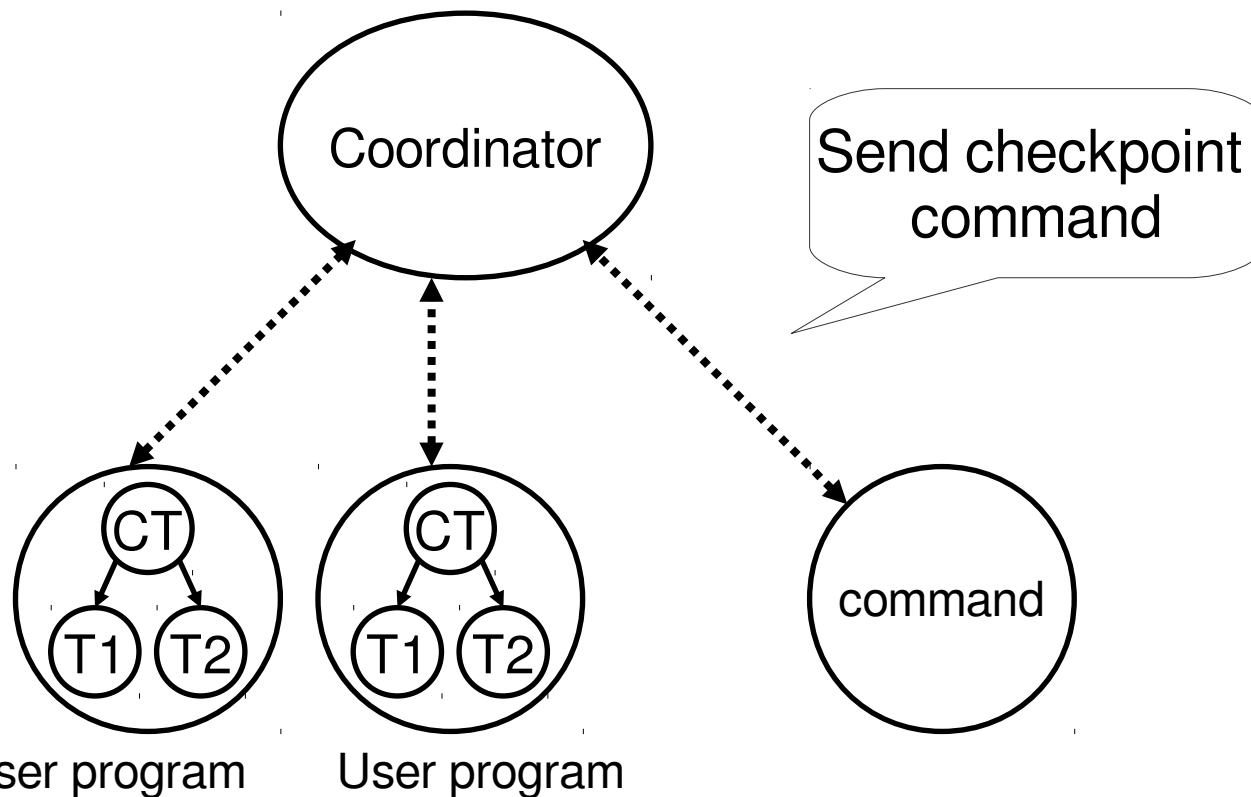 Coordinator
Send checkpoint
command
CT
T1 T2
CT
T1 T2
command
ser program
User program